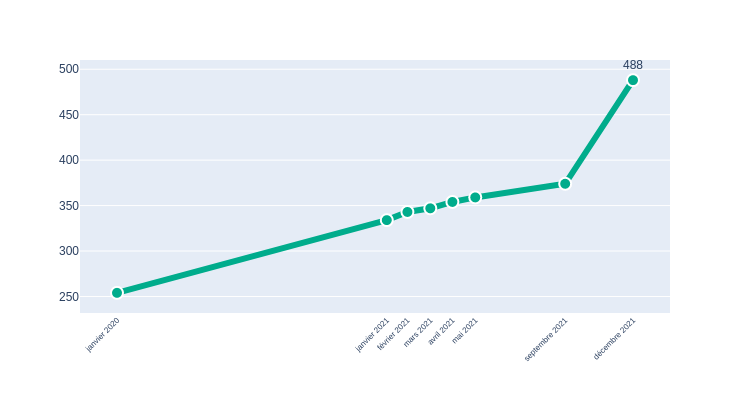 488
500
450
400
350
300
250
janvier 2020
janvier 2021
février 2021
mars 2021
avril 2021
mai 2021
septembre 2021
décembre 2021